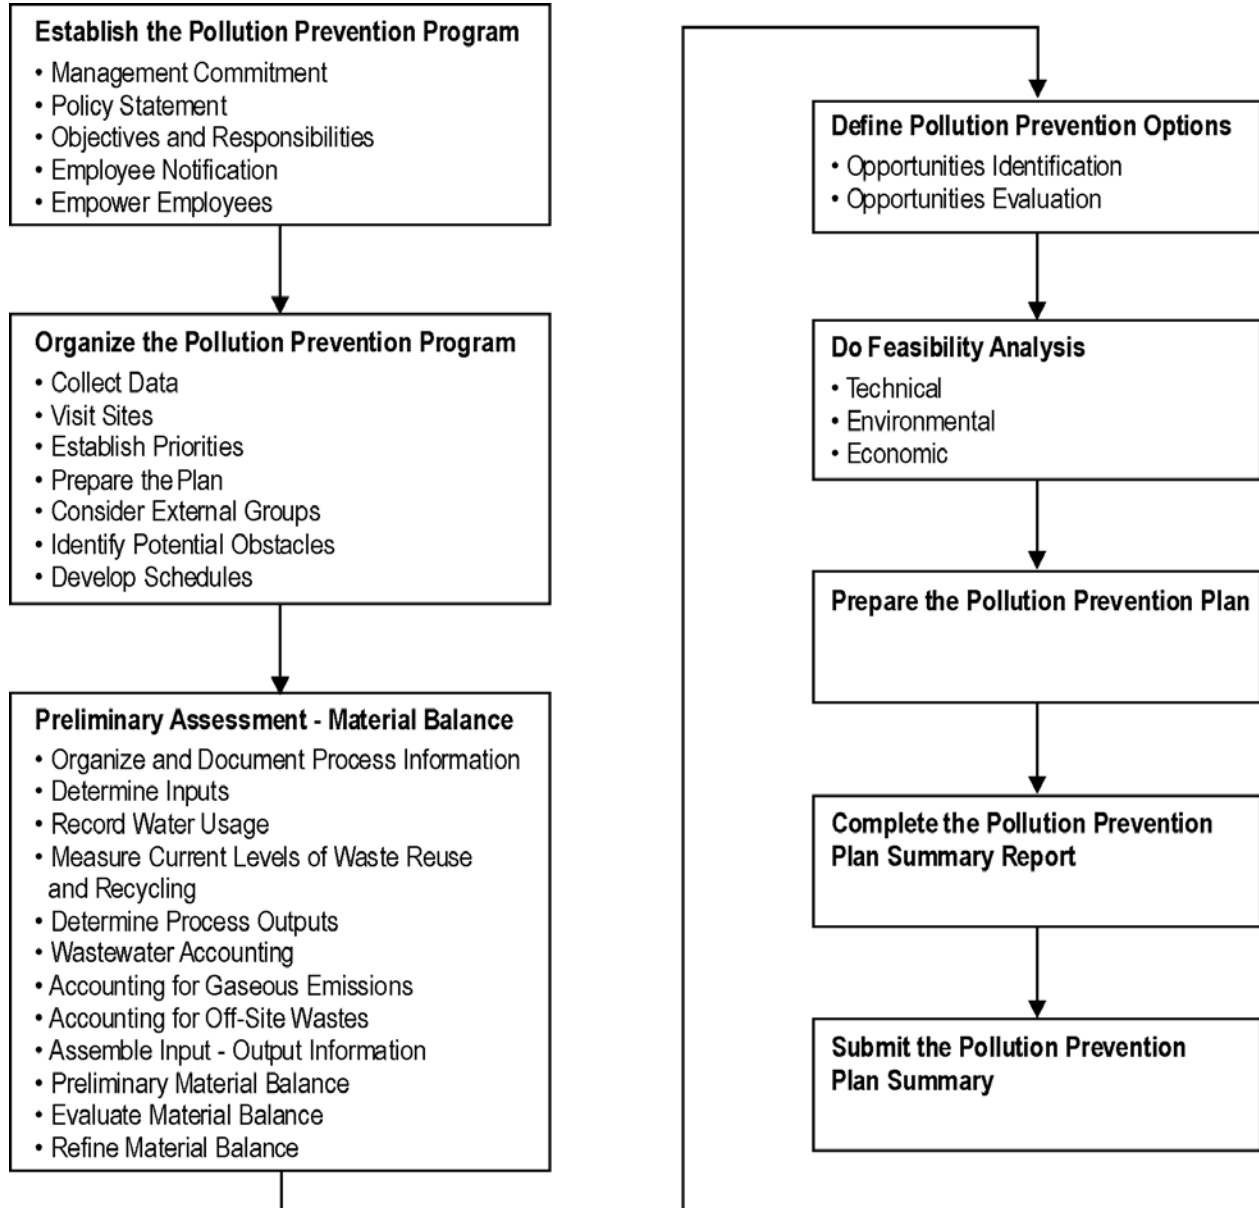 Establish the Pollution Prevention Program
• Management Commitment
• Policy Statement
• Objectives and Responsibilities
• Employee Notification
• Empower Employees
Organize the Pollution Prevention Program
• Collect Data
• Visit Sites
• Establish Priorities
• Prepare the Plan
• Consider External Groups
• Identify Potential Obstacles
• Develop Schedules
Preliminary Assessment - Material Balance
• Organize and Document Process Information
• Determine Inputs
• Record Water Usage
• Measure Current Levels of Waste Reuse
and Recycling
• Determine Process Outputs
• Wastewater Accounting
• Accounting for Gaseous Emissions
• Accounting for Off-Site Wastes
• Assemble Input - Output Information
• Preliminary Material Balance
• Evaluate Material Balance
• Refine Material Balance
Define Pollution Prevention Options
• Opportunities Identification
• Opportunities Evaluation
Do Feasibility Analysis
• Technical
• Environmental
• Economic
Prepare the Pollution Prevention Plan
Complete the Pollution Prevention
Plan Summary Report
Submit the Pollution Prevention
Plan Summary